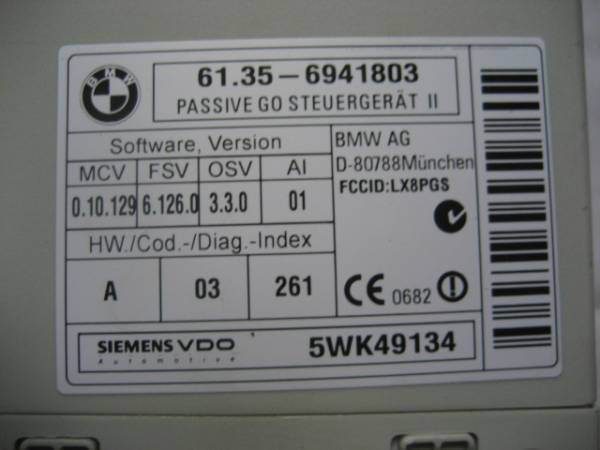 BMW
61.35-6941803
PASSIVE GO STEUERGERÄT II
Software, Version
MCV FSV OSV AI
0.10.129 6.126.0 3.3.0 01
HW./Cod.-/Diag.-Index
A 03 261
BMW AG
D-80788München
FCCID:LX8PGS
CE 0682
SIEMENS VDO
Automotive
5WK49134